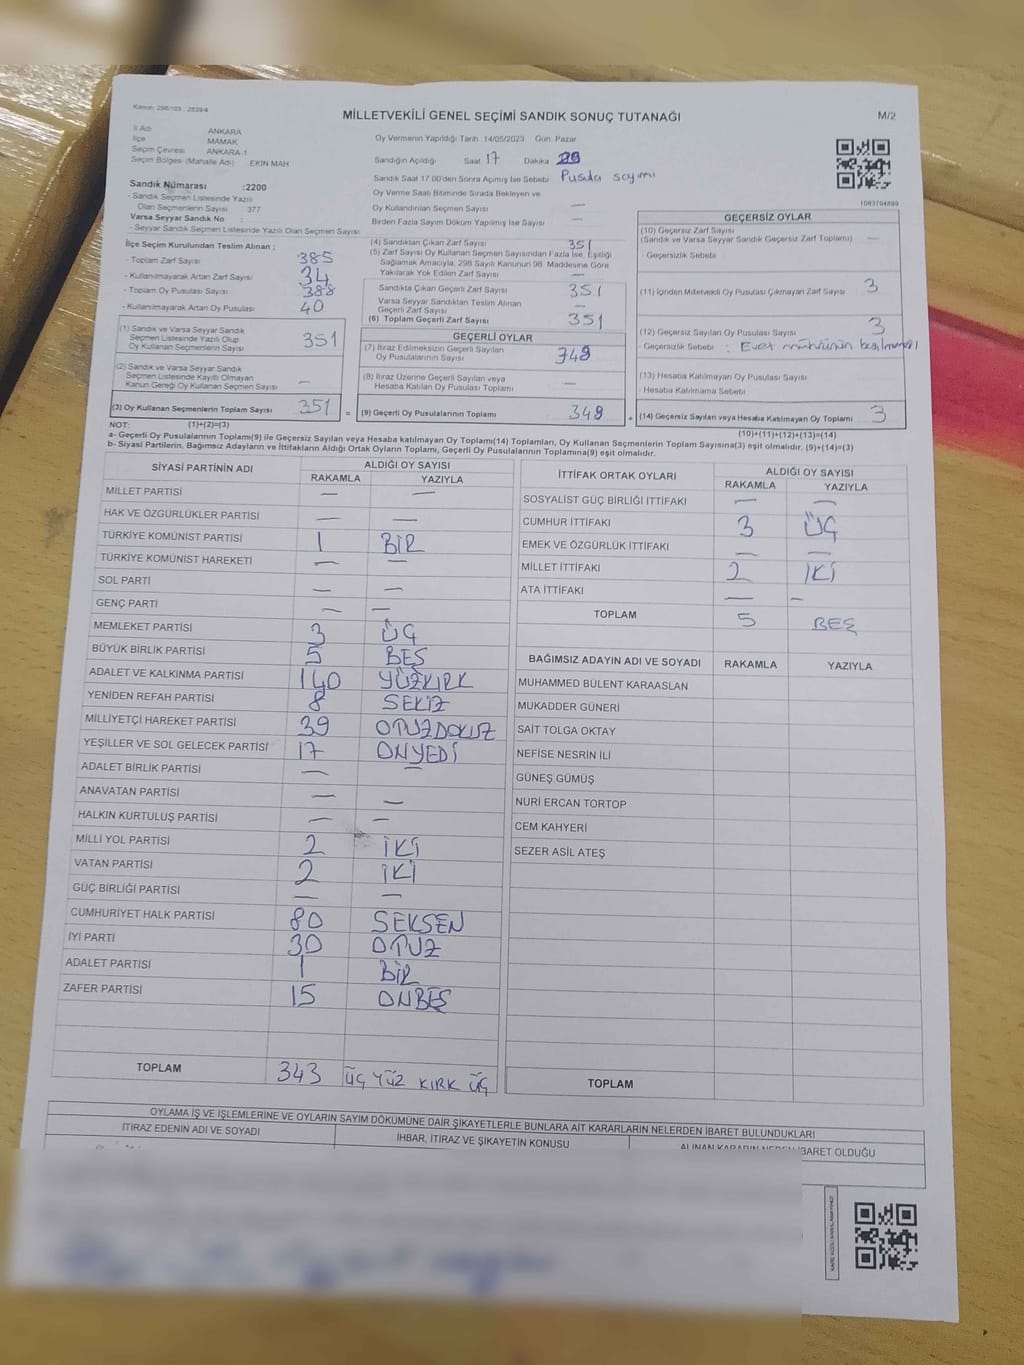 Kanun: 298/105 , 2839/4
MİLLETVEKİLİ GENEL SEÇİMİ SANDIK SONUÇ TUTANAĞI
M/2
İl Adı ANKARA
İlçe MAMAK
Seçim Çevresi ANKARA-1
Seçim Bölgesi (Mahalle Adı) EKİN MAH
Sandık Numarası :2200
- Sandık Seçmen Listesinde Yazılı
Olan Seçmenlerin Sayısı : 377
Varsa Seyyar Sandık No :
- Seyyar Sandık Seçmen Listesinde Yazılı Olan Seçmen Sayısı:
Oy Vermenin Yapıldığı Tarih 14/05/2023 Gün Pazar
Sandığın Açıldığı Saat 17 Dakika
Sandık Saat 17:00'den Sonra Açılmış İse Sebebi Pusula sayımı
Oy Verme Saati Bitiminde Sırada Bekleyen ve
Oy Kullandırılan Seçmen Sayısı —
Birden Fazla Sayım Döküm Yapılmış İse Sayısı —
1083794899
İlçe Seçim Kurulundan Teslim Alınan ;
- Toplam Zarf Sayısı 385
- Kullanılmayarak Artan Zarf Sayısı 34
- Toplam Oy Pusulası Sayısı 388
- Kullanılmayarak Artan Oy Pusulası 40
(1) Sandık ve Varsa Seyyar Sandık
Seçmen Listesinde Yazılı Olup
Oy Kullanan Seçmenlerin Sayısı 351
(2) Sandık ve Varsa Seyyar Sandık
Seçmen Listesinde Kayıtlı Olmayan
Kanun Gereği Oy Kullanan Seçmen Sayısı —
(3) Oy Kullanan Seçmenlerin Toplam Sayısı 351 =
(4) Sandıktan Çıkan Zarf Sayısı 351
(5) Zarf Sayısı Oy Kullanan Seçmen Sayısından Fazla İse, Eşitliği
Sağlamak Amacıyla, 298 Sayılı Kanunun 98. Maddesine Göre
Yakılarak Yok Edilen Zarf Sayısı —
Sandıkta Çıkan Geçerli Zarf Sayısı 351
Varsa Seyyar Sandıktan Teslim Alınan
Geçerli Zarf Sayısı —
(6) Toplam Geçerli Zarf Sayısı 351
GEÇERLİ OYLAR
(7) İtiraz Edilmeksizin Geçerli Sayılan
Oy Pusulalarının Sayısı 348
(8) İtiraz Üzerine Geçerli Sayılan veya
Hesaba Katılan Oy Pusulaları Toplamı —
(9) Geçerli Oy Pusulalarının Toplamı 348 +
GEÇERSİZ OYLAR
(10) Geçersiz Zarf Sayısı
(Sandık ve Varsa Seyyar Sandık Geçersiz Zarf Toplamı) —
- Geçersizlik Sebebi
(11) İçinden Milletvekili Oy Pusulası Çıkmayan Zarf Sayısı 3
(12) Geçersiz Sayılan Oy Pusulası Sayısı 3
- Geçersizlik Sebebi : Evet mührünün
(13) Hesaba Katılmayan Oy Pusulası Sayısı
- Hesaba Katılmama Sebebi
(14) Geçersiz Sayılan veya Hesaba Katılmayan Oy Toplamı 3
NOT: (1)+(2)=(3)
(10)+(11)+(12)+(13)=(14)
a- Geçerli Oy Pusulalarının Toplamı(9) ile Geçersiz Sayılan veya Hesaba katılmayan Oy Toplamı(14) Toplamları, Oy Kullanan Seçmenlerin Toplam Sayısına(3) eşit olmalıdır. (9)+(14)=(3)
b- Siyasi Partilerin, Bağımsız Adayların ve İttifakların Aldığı Ortak Oyların Toplamı, Geçerli Oy Pusulalarının Toplamına(9) eşit olmalıdır.
SİYASİ PARTİNİN ADI ALDIĞI OY SAYISI
RAKAMLA YAZIYLA
MİLLET PARTİSİ — —
HAK VE ÖZGÜRLÜKLER PARTİSİ — —
TÜRKİYE KOMÜNİST PARTİSİ 1 BİR
TÜRKİYE KOMÜNİST HAREKETİ — —
SOL PARTİ — —
GENÇ PARTİ — —
MEMLEKET PARTİSİ 3 ÜÇ
BÜYÜK BİRLİK PARTİSİ 5 BEŞ
ADALET VE KALKINMA PARTİSİ 140 YÜZKIRK
YENİDEN REFAH PARTİSİ 8 SEKİZ
MİLLİYETÇİ HAREKET PARTİSİ 39 OTUZDOKUZ
YEŞİLLER VE SOL GELECEK PARTİSİ 17 ONYEDİ
ADALET BİRLİK PARTİSİ — —
ANAVATAN PARTİSİ — —
HALKIN KURTULUŞ PARTİSİ — —
MİLLİ YOL PARTİSİ 2 İKİ
VATAN PARTİSİ 2 İKİ
GÜÇ BİRLİĞİ PARTİSİ — —
CUMHURİYET HALK PARTİSİ 80 SEKSEN
İYİ PARTİ 30 OTUZ
ADALET PARTİSİ 1 BİR
ZAFER PARTİSİ 15 ONBEŞ
TOPLAM 343 ÜÇ YÜZ KIRK ÜÇ
İTTİFAK ORTAK OYLARI ALDIĞI OY SAYISI
RAKAMLA YAZIYLA
SOSYALİST GÜÇ BİRLİĞİ İTTİFAKI — —
CUMHUR İTTİFAKI 3 ÜÇ
EMEK VE ÖZGÜRLÜK İTTİFAKI — —
MİLLET İTTİFAKI 2 İKİ
ATA İTTİFAKI — —
TOPLAM 5 BEŞ
BAĞIMSIZ ADAYIN ADI VE SOYADI RAKAMLA YAZIYLA
MUHAMMED BÜLENT KARAASLAN
MUKADDER GÜNERİ
SAİT TOLGA OKTAY
NEFİSE NESRİN İLİ
GÜNEŞ GÜMÜŞ
NURİ ERCAN TORTOP
CEM KAHYERİ
SEZER ASİL ATEŞ
TOPLAM
OYLAMA İŞ VE İŞLEMLERİNE VE OYLARIN SAYIM DÖKÜMÜNE DAİR ŞİKAYETLERLE BUNLARA AİT KARARLARIN NELERDEN İBARET BULUNDUKLARI
İTİRAZ EDENİN ADI VE SOYADI İHBAR, İTİRAZ VE ŞİKAYETİN KONUSU ALINAN KARARIN NEDEN İBARET OLDUĞU